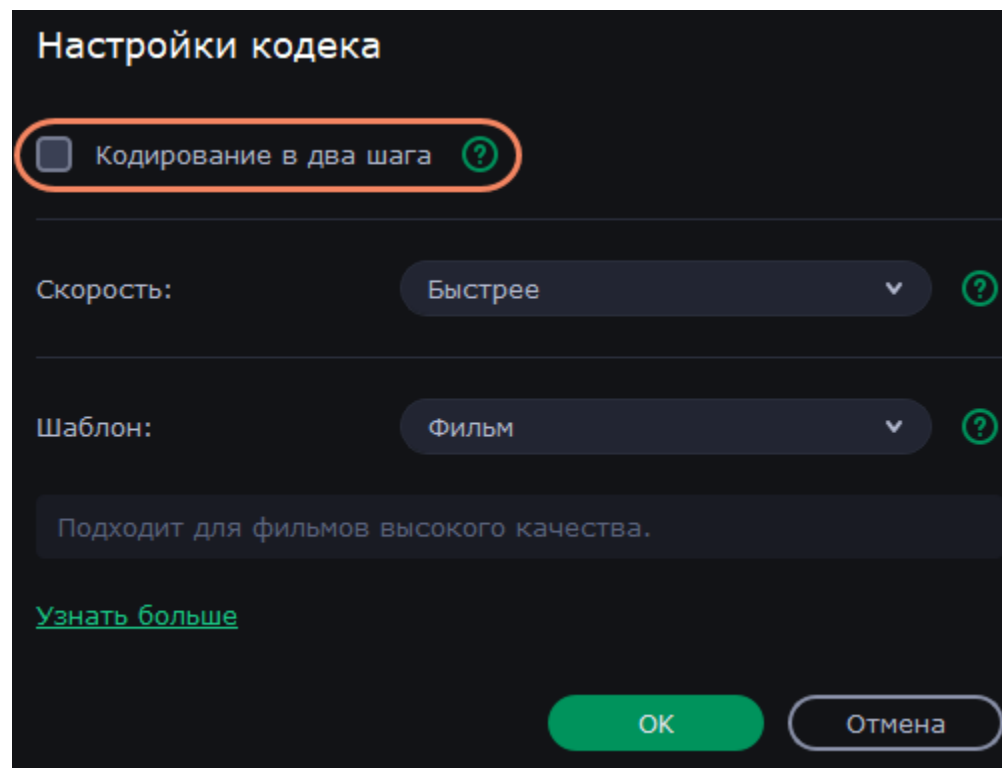 Настройки кодека
Кодирование в два шага ?
Скорость: Быстрее ?
Шаблон: Фильм ?
Подходит для фильмов высокого качества.
Узнать больше
OK Отмена